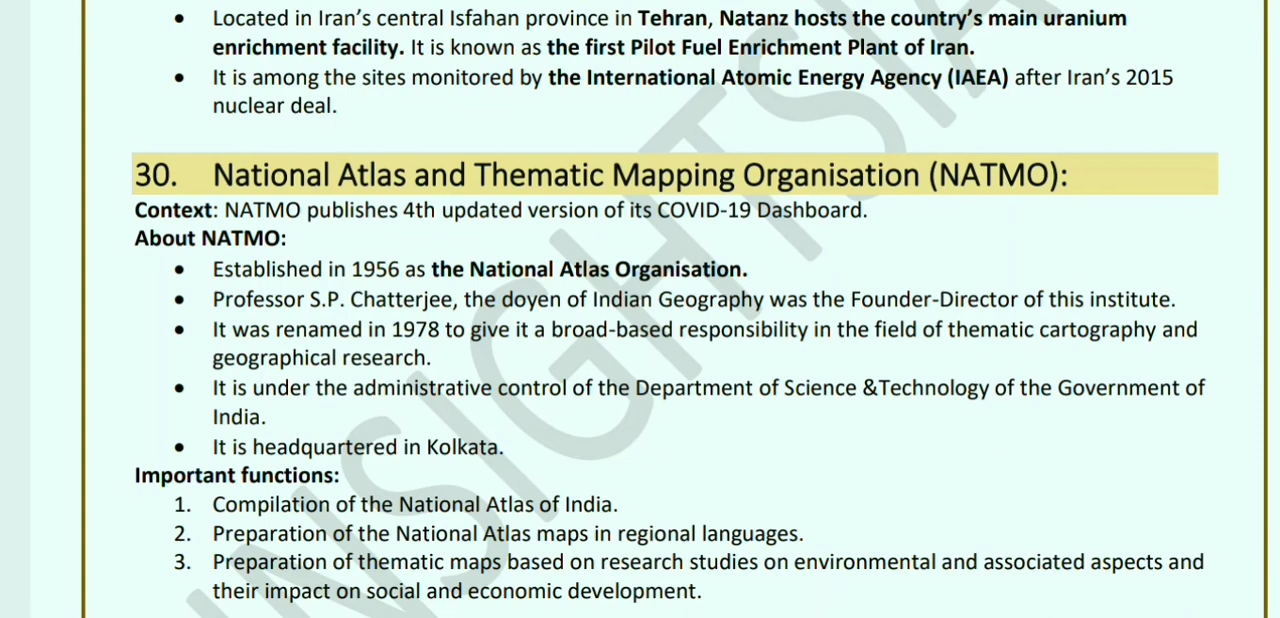 • Located in Iran’s central Isfahan province in Tehran, Natanz hosts the country’s main uranium
enrichment facility. It is known as the first Pilot Fuel Enrichment Plant of Iran.
• It is among the sites monitored by the International Atomic Energy Agency (IAEA) after Iran’s 2015
nuclear deal.
30. National Atlas and Thematic Mapping Organisation (NATMO):
Context: NATMO publishes 4th updated version of its COVID-19 Dashboard.
About NATMO:
• Established in 1956 as the National Atlas Organisation.
• Professor S.P. Chatterjee, the doyen of Indian Geography was the Founder-Director of this institute.
• It was renamed in 1978 to give it a broad-based responsibility in the field of thematic cartography and
geographical research.
• It is under the administrative control of the Department of Science &Technology of the Government of
India.
• It is headquartered in Kolkata.
Important functions:
1. Compilation of the National Atlas of India.
2. Preparation of the National Atlas maps in regional languages.
3. Preparation of thematic maps based on research studies on environmental and associated aspects and
their impact on social and economic development.
INSIGHTSIA